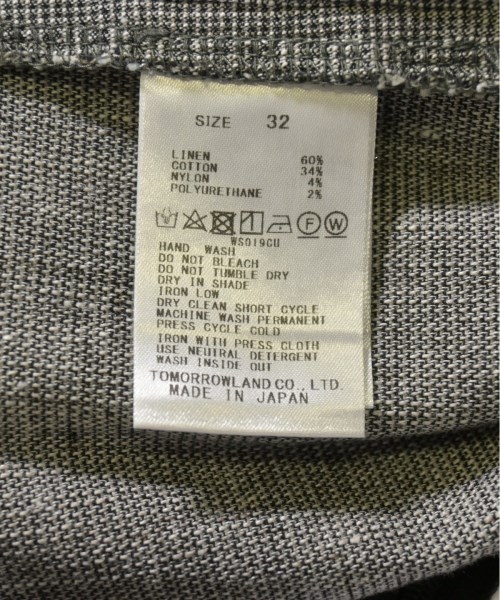 SIZE 32
LINEN 60%
COTTON 34%
NYLON 4%
POLYURETHANE 2%
F W
WS019CU
HAND WASH
DO NOT BLEACH
DO NOT TUMBLE DRY
DRY IN SHADE
IRON LOW
DRY CLEAN SHORT CYCLE
MACHINE WASH PERMANENT
PRESS CYCLE COLD
IRON WITH PRESS CLOTH
USE NEUTRAL DETERGENT
WASH INSIDE OUT
TOMORROWLAND CO., LTD.
MADE IN JAPAN